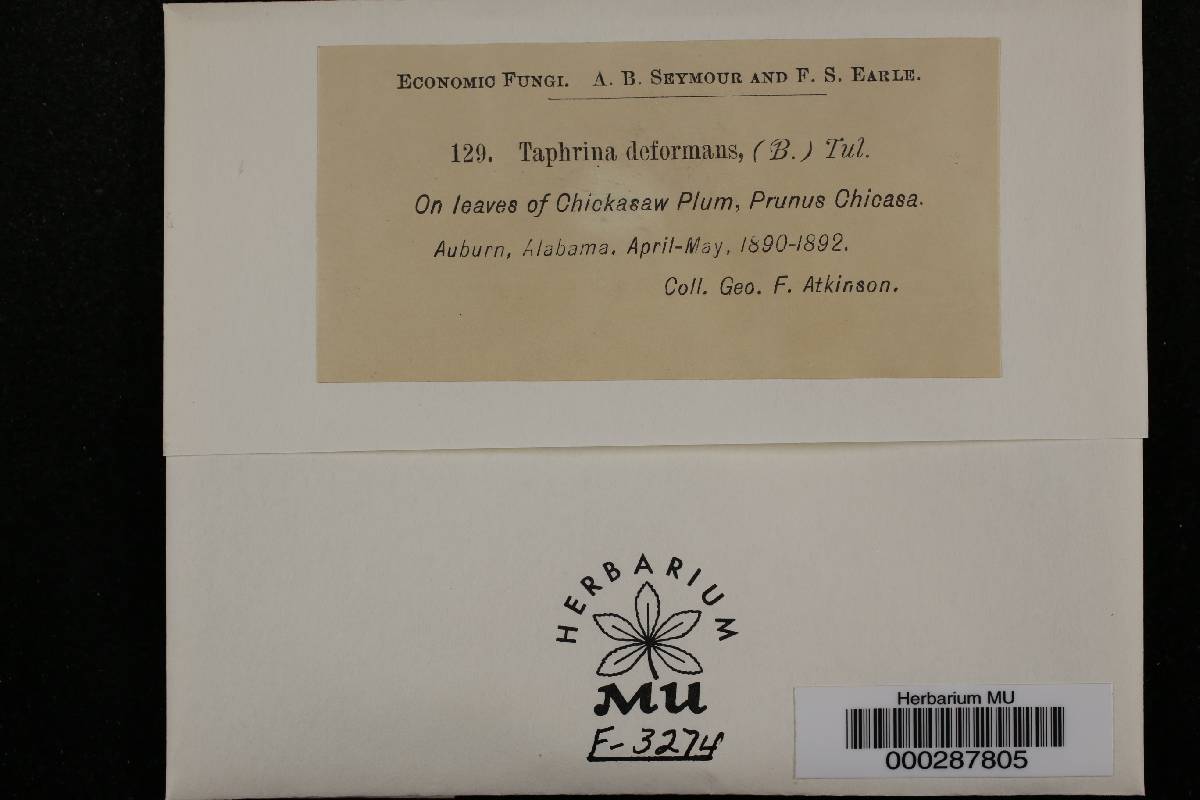 Economic Fungi. A. B. Seymour and F. S. Earle.
129. Taphrina deformans, (B.) Tul.
On leaves of Chickasaw Plum, Prunus Chicasa.
Auburn, Alabama. April-May, 1890-1892.
Coll. Geo. F. Atkinson.
HERBARIUM
MU
F-3274
Herbarium MU
000287805